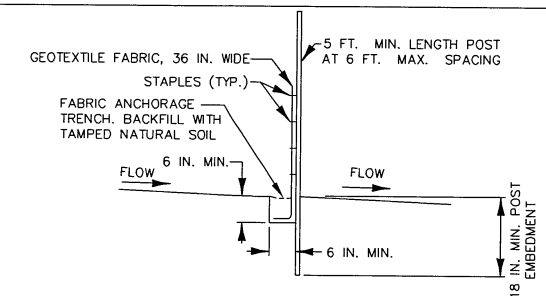 GEOTEXTILE FABRIC, 36 IN. WIDE
STAPLES (TYP.)
FABRIC ANCHORAGE
TRENCH. BACKFILL WITH
TAMPED NATURAL SOIL
6 IN. MIN.
FLOW
5 FT. MIN. LENGTH POST
AT 6 FT. MAX. SPACING
FLOW
6 IN. MIN.
18 IN. MIN. POST
EMBEDMENT